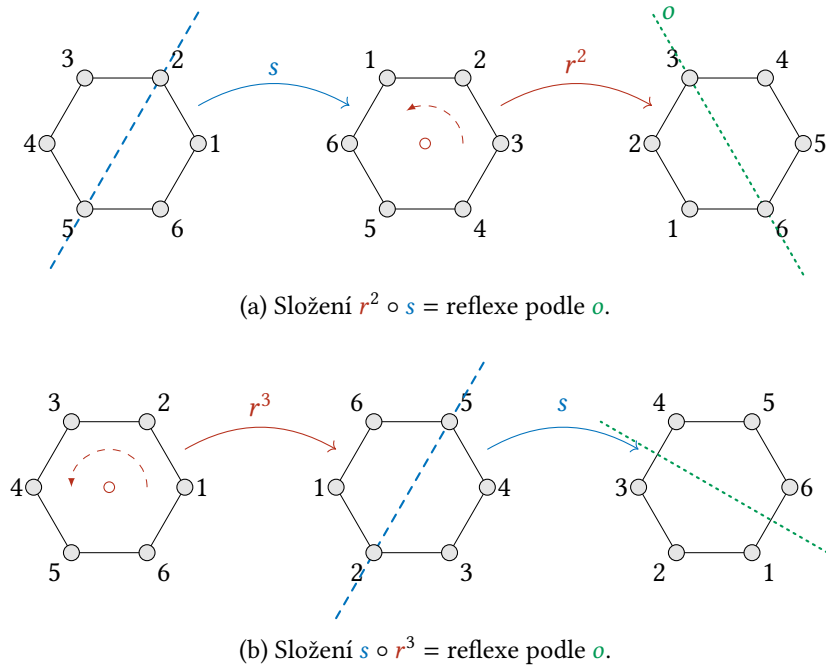 o
3 2 s 1 2 r² 3 4
4 1 6 3 2 5
5 6 5 4 1 6
(a) Složení r² ∘ s = reflexe podle o.
3 2 r³ 6 5 s 4 5
4 1 1 4 3 6
5 6 2 3 2 1
(b) Složení s ∘ r³ = reflexe podle o.